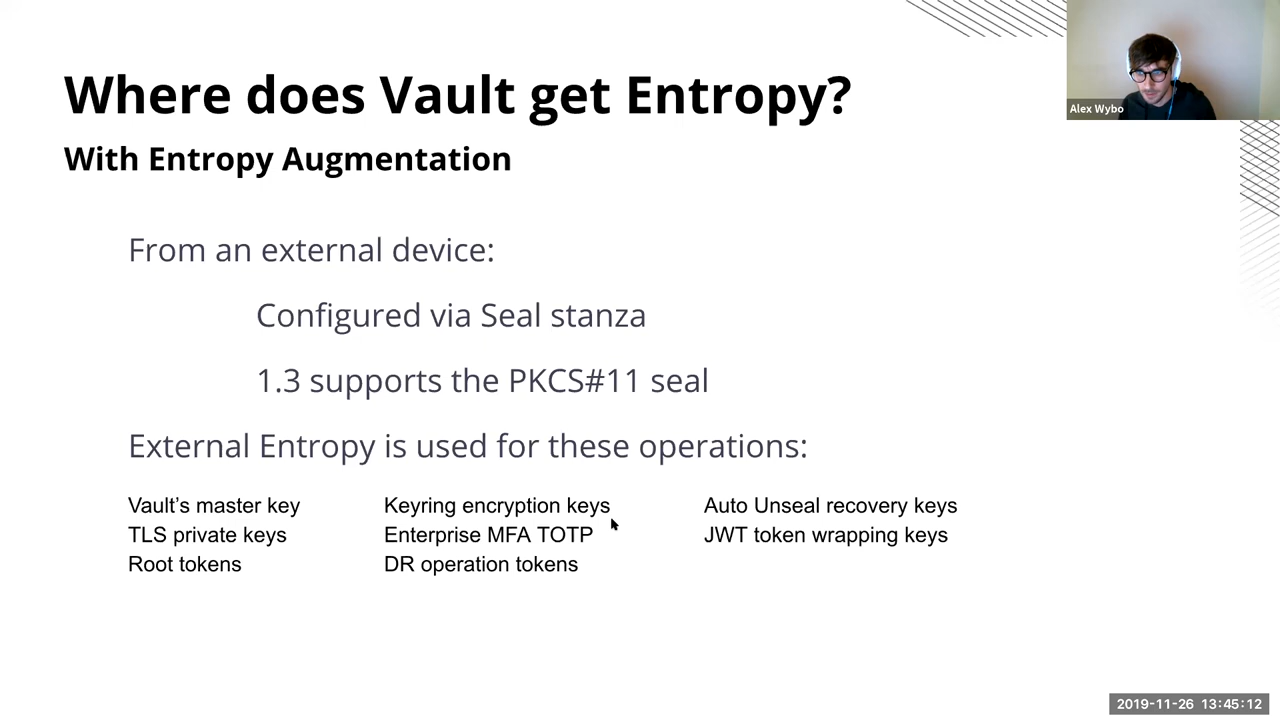 Where does Vault get Entropy?
With Entropy Augmentation
From an external device:
Configured via Seal stanza
1.3 supports the PKCS#11 seal
External Entropy is used for these operations:
Vault's master key
TLS private keys
Root tokens
Keyring encryption keys
Enterprise MFA TOTP
DR operation tokens
Auto Unseal recovery keys
JWT token wrapping keys
Alex Wybo
2019-11-26 13:45:12